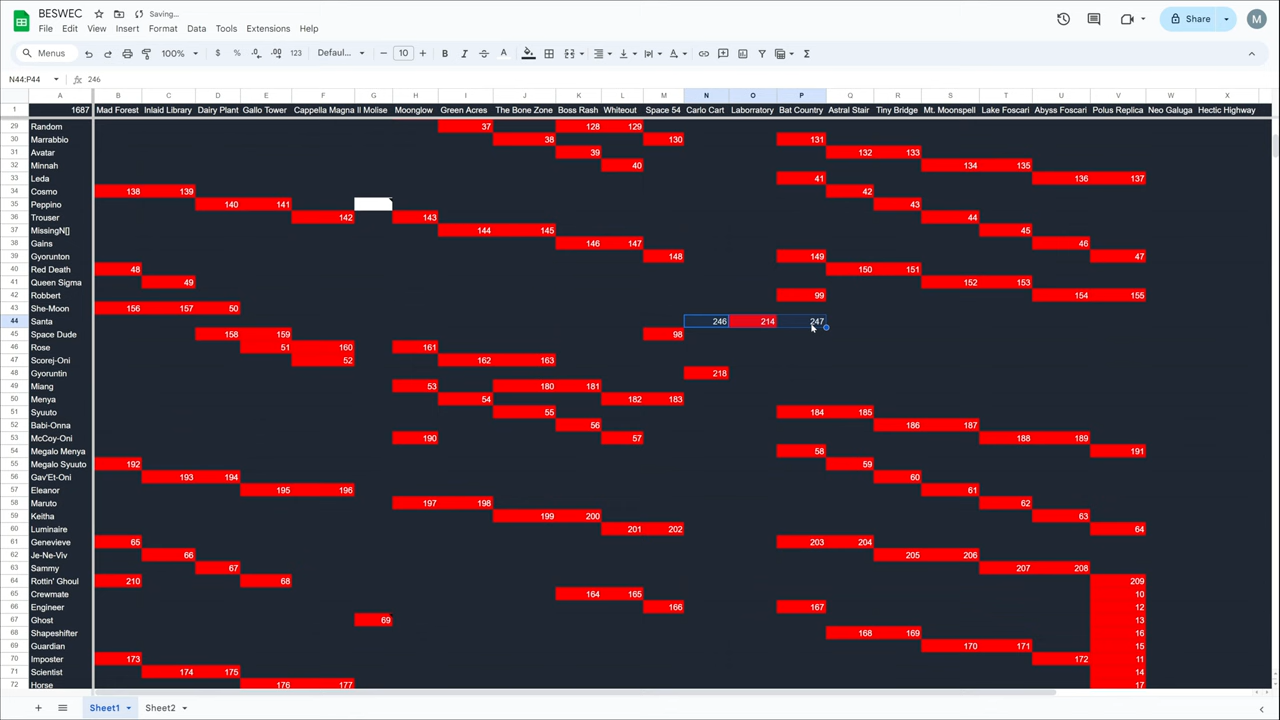 BESWEC Saving...
File Edit View Insert Format Data Tools Extensions Help
Share M
Menus 100% $ % .0 .00 123 Defaul... 10 B I A
N44:P44 fx 246
A B C D E F G H I J K L M N O P Q R S T U V W X
1 1687 Mad Forest Inlaid Library Dairy Plant Gallo Tower Cappella Magna Il Molise Moonglow Green Acres The Bone Zone Boss Rash Whiteout Space 54 Carlo Cart Laborratory Bat Country Astral Stair Tiny Bridge Mt. Moonspell Lake Foscari Abyss Foscari Polus Replica Neo Galuga Hectic Highway
29 Random 37 128 129
30 Marrabbio 38 130 131
31 Avatar 39 132 133
32 Minnah 40 134 135
33 Leda 41 136 137
34 Cosmo 138 139 42
35 Peppino 140 141 43
36 Trouser 142 143 44
37 MissingN[] 144 145 45
38 Gains 146 147 46
39 Gyorunton 148 149 47
40 Red Death 48 150 151
41 Queen Sigma 49 152 153
42 Robbert 99 154 155
43 She-Moon 156 157 50
44 Santa 246 214 247
45 Space Dude 158 159 98
46 Rose 51 160 161
47 Scorej-Oni 52 162 163
48 Gyoruntin 218
49 Miang 53 180 181
50 Menya 54 182 183
51 Syuuto 55 184 185
52 Babi-Onna 56 186 187
53 McCoy-Oni 190 57 188 189
54 Megalo Menya 58 191
55 Megalo Syuuto 192 59
56 Gav'Et-Oni 193 194 60
57 Eleanor 195 196 61
58 Maruto 197 198 62
59 Keitha 199 200 63
60 Luminaire 201 202 64
61 Genevieve 65 203 204
62 Je-Ne-Viv 66 205 206
63 Sammy 67 207 208
64 Rottin' Ghoul 210 68 209
65 Crewmate 164 165 10
66 Engineer 166 167 12
67 Ghost 69 13
68 Shapeshifter 168 169 16
69 Guardian 170 171 15
70 Imposter 173 172 11
71 Scientist 174 175 14
72 Horse 176 177 17
Sheet1 Sheet2